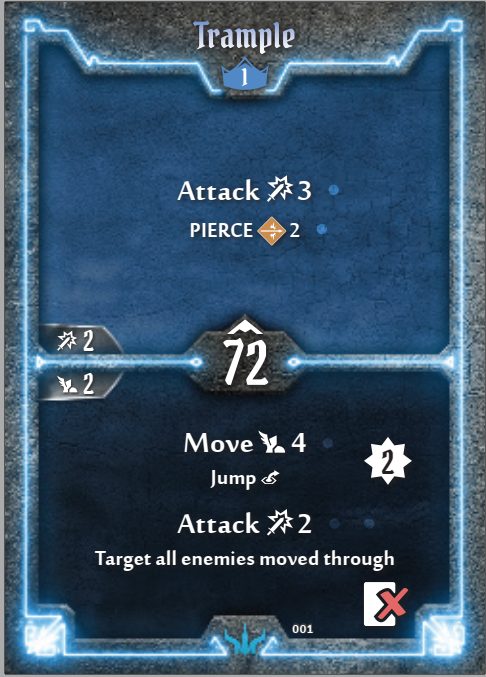 Trample
1
Attack 3
PIERCE 2
2
72
2
Move 4
2
Jump
Attack 2
Target all enemies moved through
001